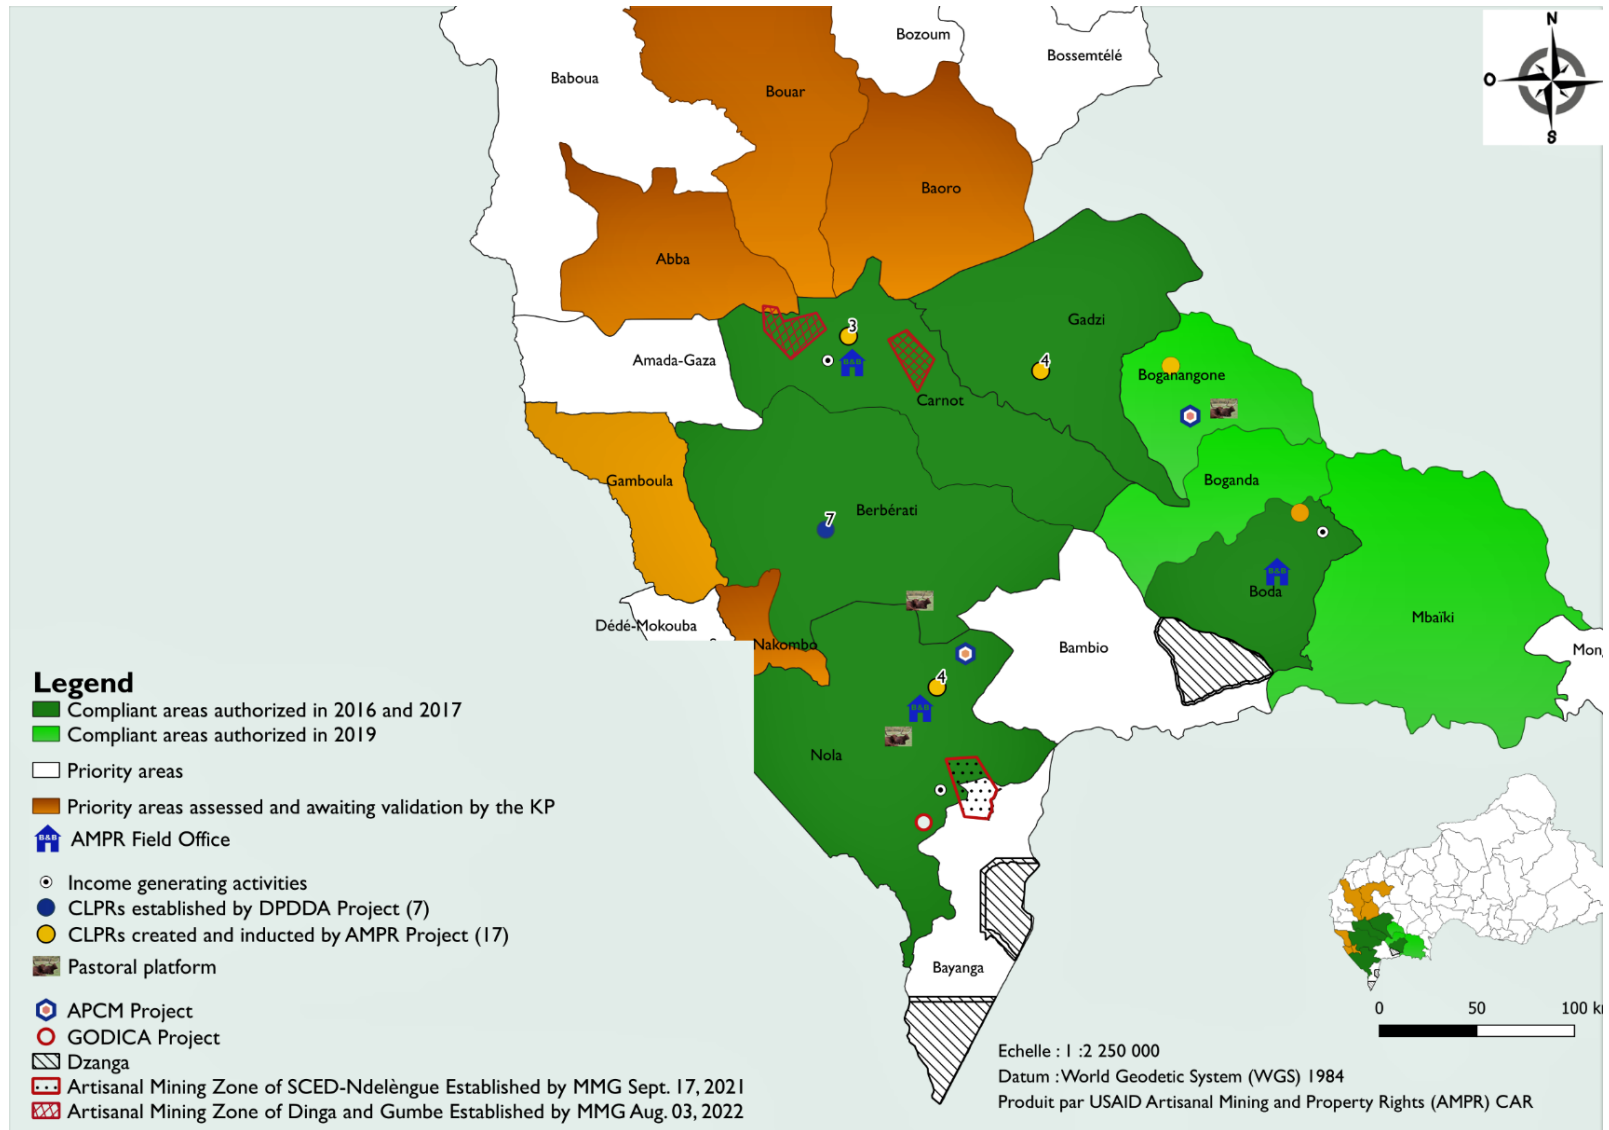 Bozoum
Bossemtélé
Baboua
Bouar
N
O
S
Baoro
Abba
Gadzi
3
Amada-Gaza
B&B
4
Boganangone
Carnot
Gamboula
Boganda
Berbérati
7
B&B
Boda
Mbaïki
Dédé-Mokouba
Nakombo
Bambio
Mon
4
B&B
Nola
Bayanga
Legend
Compliant areas authorized in 2016 and 2017
Compliant areas authorized in 2019
Priority areas
Priority areas assessed and awaiting validation by the KP
B&B AMPR Field Office
Income generating activities
CLPRs established by DPDDA Project (7)
CLPRs created and inducted by AMPR Project (17)
Pastoral platform
APCM Project
GODICA Project
Dzanga
Artisanal Mining Zone of SCED-Ndelèngue Established by MMG Sept. 17, 2021
Artisanal Mining Zone of Dinga and Gumbe Established by MMG Aug. 03, 2022
0 50 100 k
Echelle : 1 :2 250 000
Datum : World Geodetic System (WGS) 1984
Produit par USAID Artisanal Mining and Property Rights (AMPR) CAR